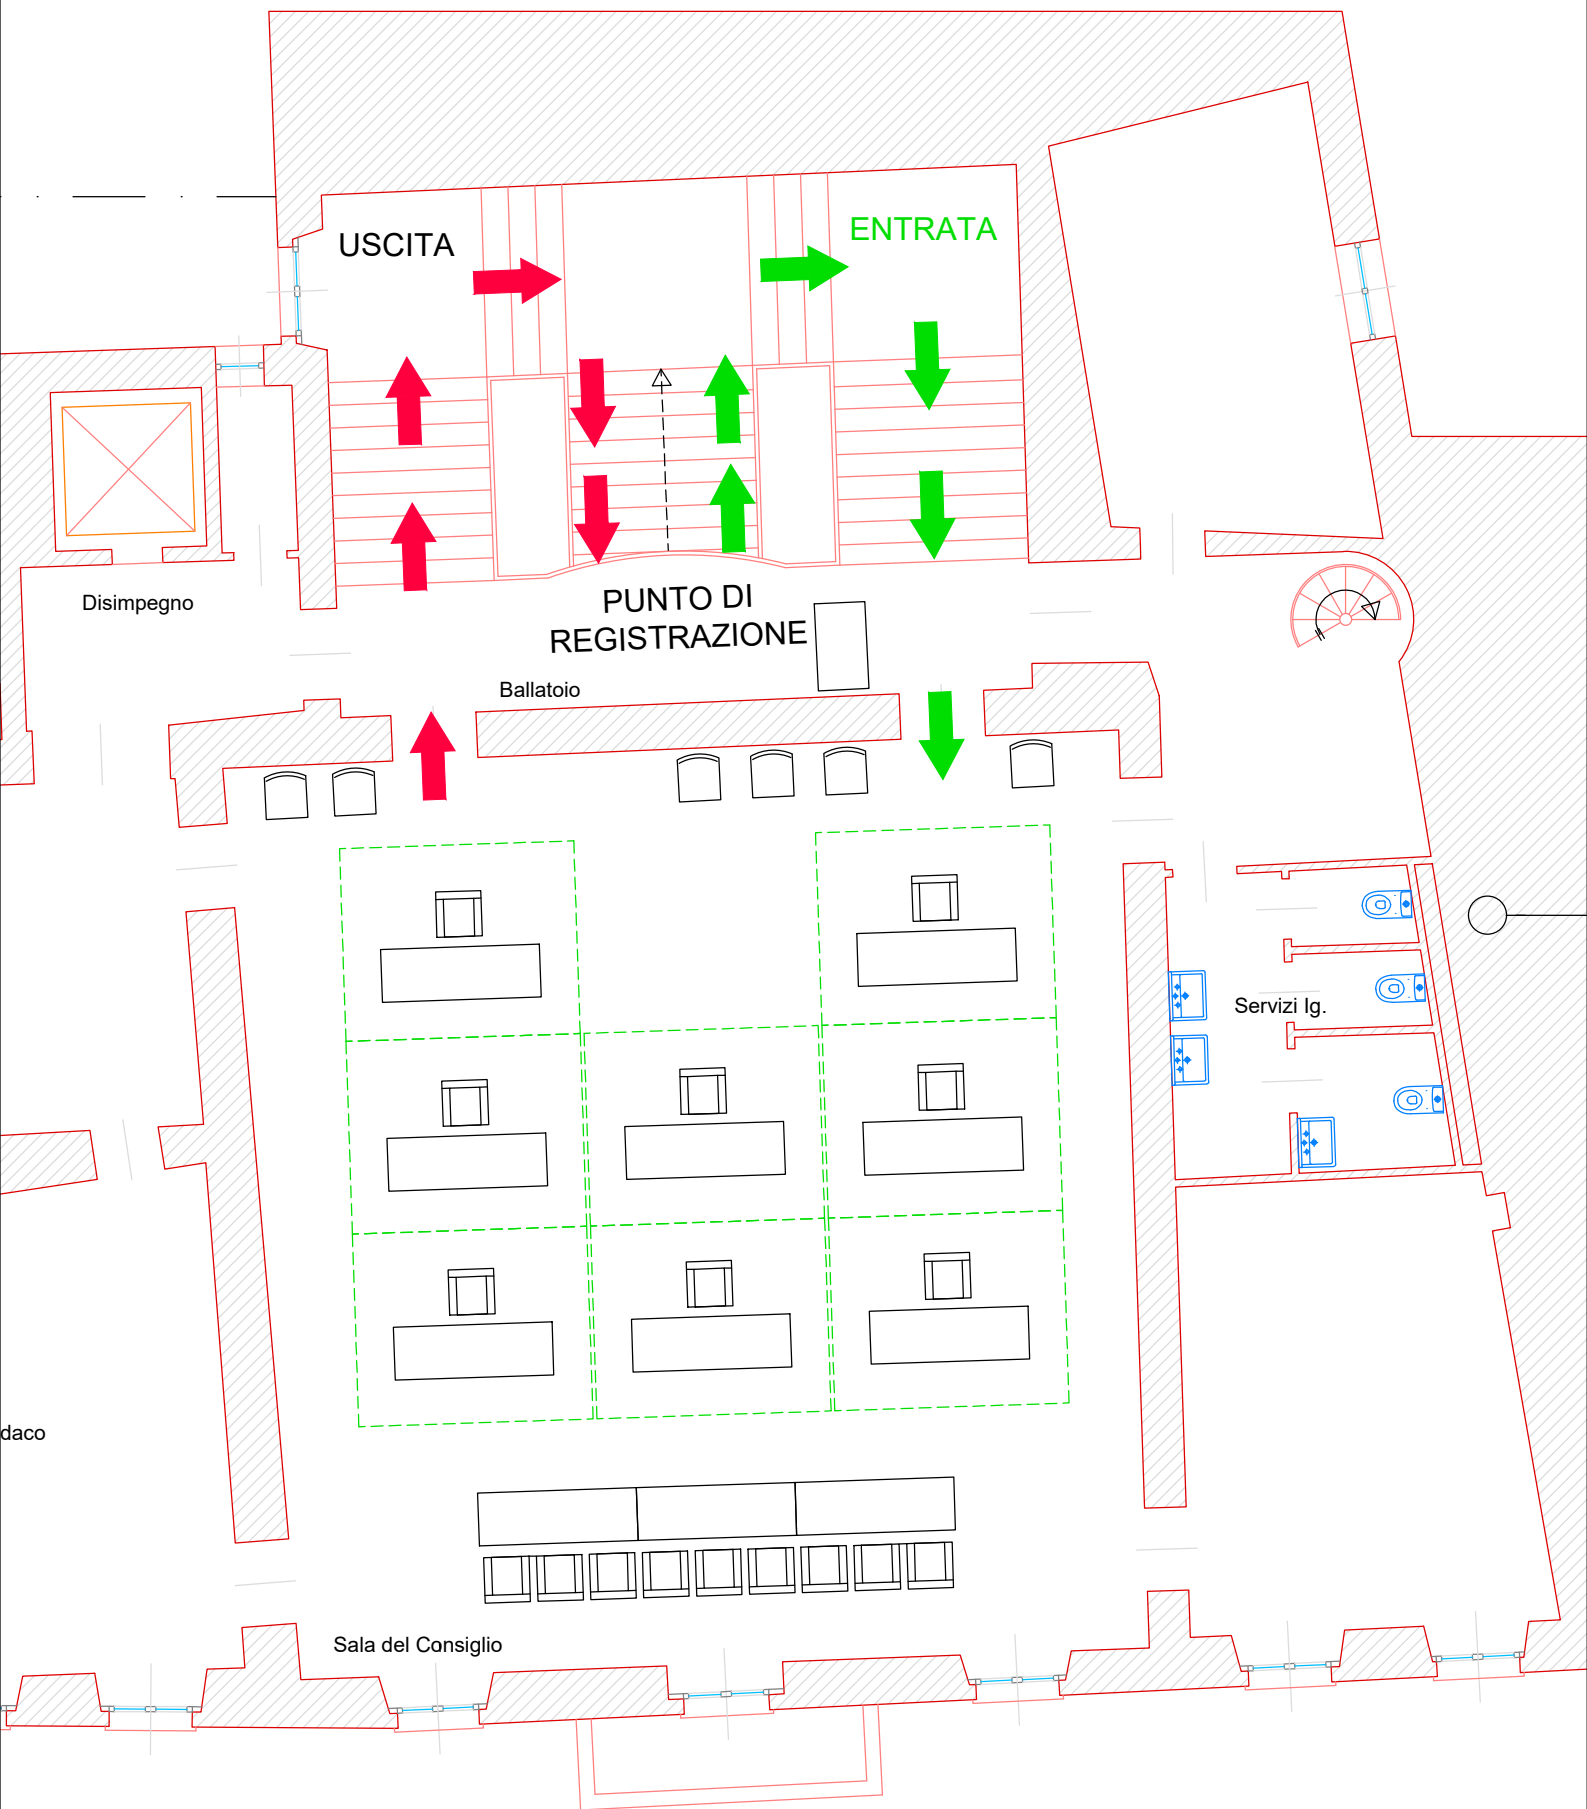 USCITA
ENTRATA
Disimpegno
PUNTO DI
REGISTRAZIONE
Ballatoio
Servizi Ig.
daco
Sala del Consiglio